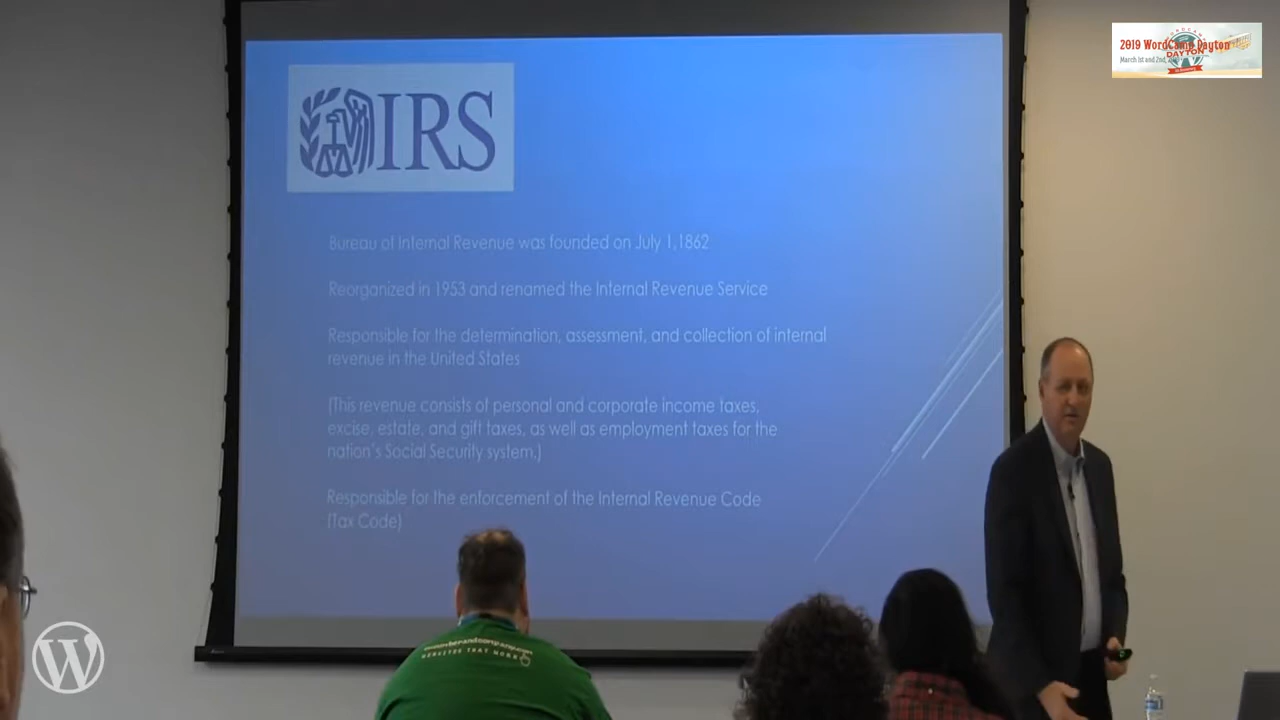 2019 WordCamp Dayton
March 1st and 2nd,
DAYTON
IRS
Bureau of Internal Revenue was founded on July 1,1862
Reorganized in 1953 and renamed the Internal Revenue Service
Responsible for the determination, assessment, and collection of internal
revenue in the United States
(This revenue consists of personal and corporate income taxes,
excise, estate, and gift taxes, as well as employment taxes for the
nation's Social Security system.)
Responsible for the enforcement of the Internal Revenue Code
(Tax Code)
WEBSITES THAT WORK
W